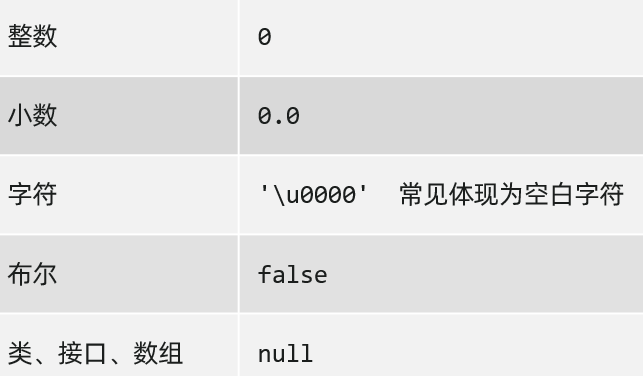 整数 0
小数 0.0
字符 '\u0000' 常见体现为空白字符
布尔 false
类、接口、数组 null